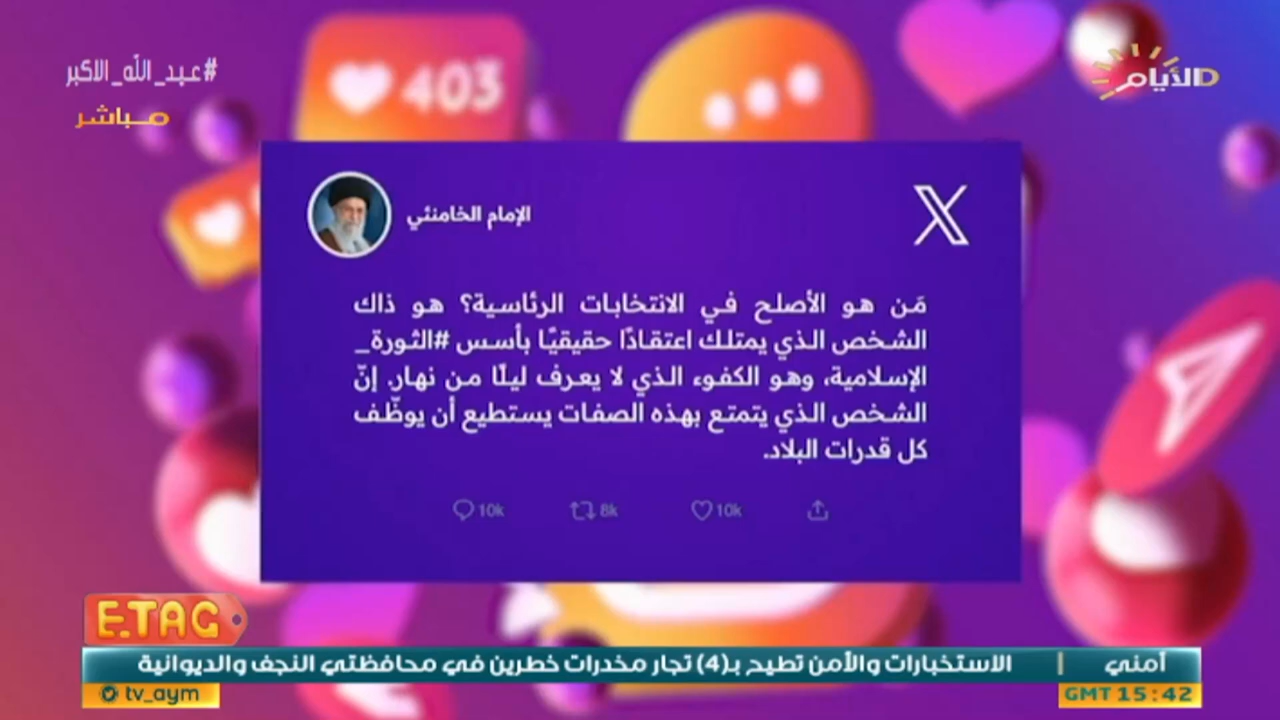 #عبد_الله_الاكبر
مباشر
الأيام
403
الإمام الخامنئي
مَن هو الأصلح في الانتخابات الرئاسية؟ هو ذاك
الشخص الذي يمتلك اعتقادًا حقيقيًا بأسس #الثورة_
الإسلامية، وهو الكفوء الذي لا يعرف ليلًا من نهار. إنّ
الشخص الذي يتمتع بهذه الصفات يستطيع أن يوظّف
كل قدرات البلاد.
10k 8k 10k
E.TAG
أمني | الاستخبارات والأمن تطيح بـ(4) تجار مخدرات خطرين في محافظتي النجف والديوانية
tv_aym
GMT 15:42